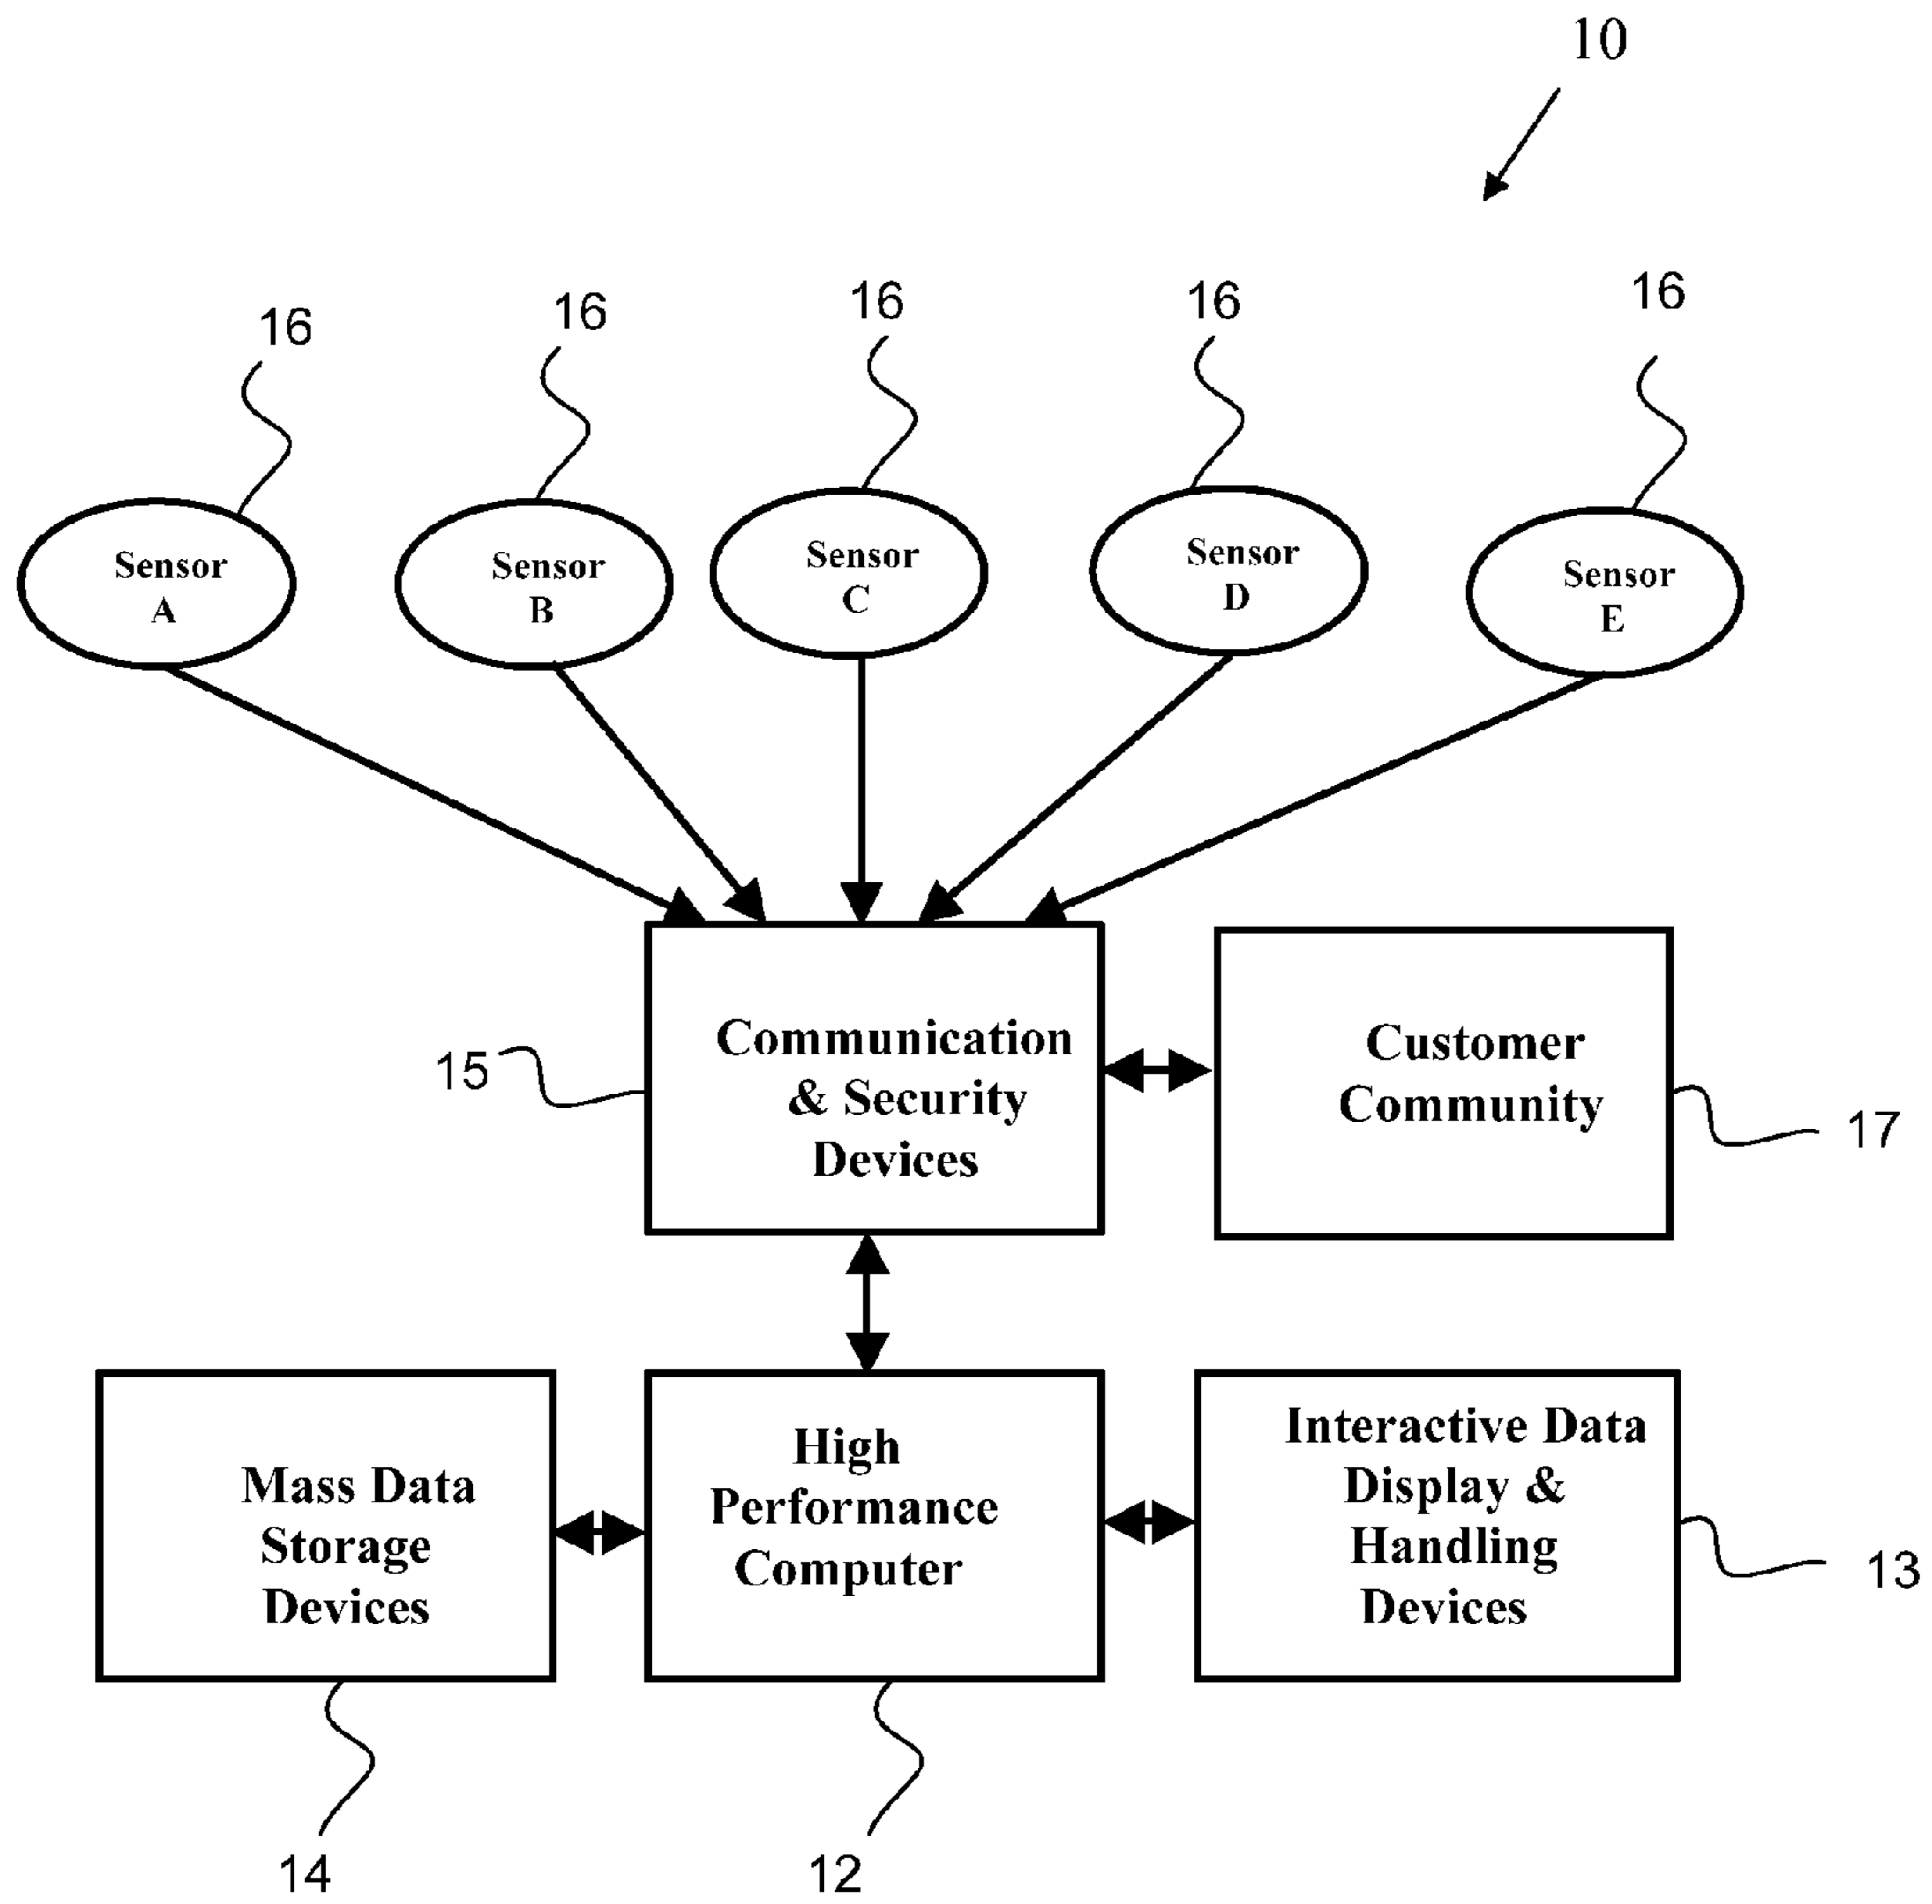 10
16
16
16
16
16
Sensor
A
Sensor
B
Sensor
C
Sensor
D
Sensor
E
15
Communication
& Security
Devices
Customer
Community
17
Mass Data
Storage
Devices
High
Performance
Computer
Interactive Data
Display &
Handling
Devices
13
14
12